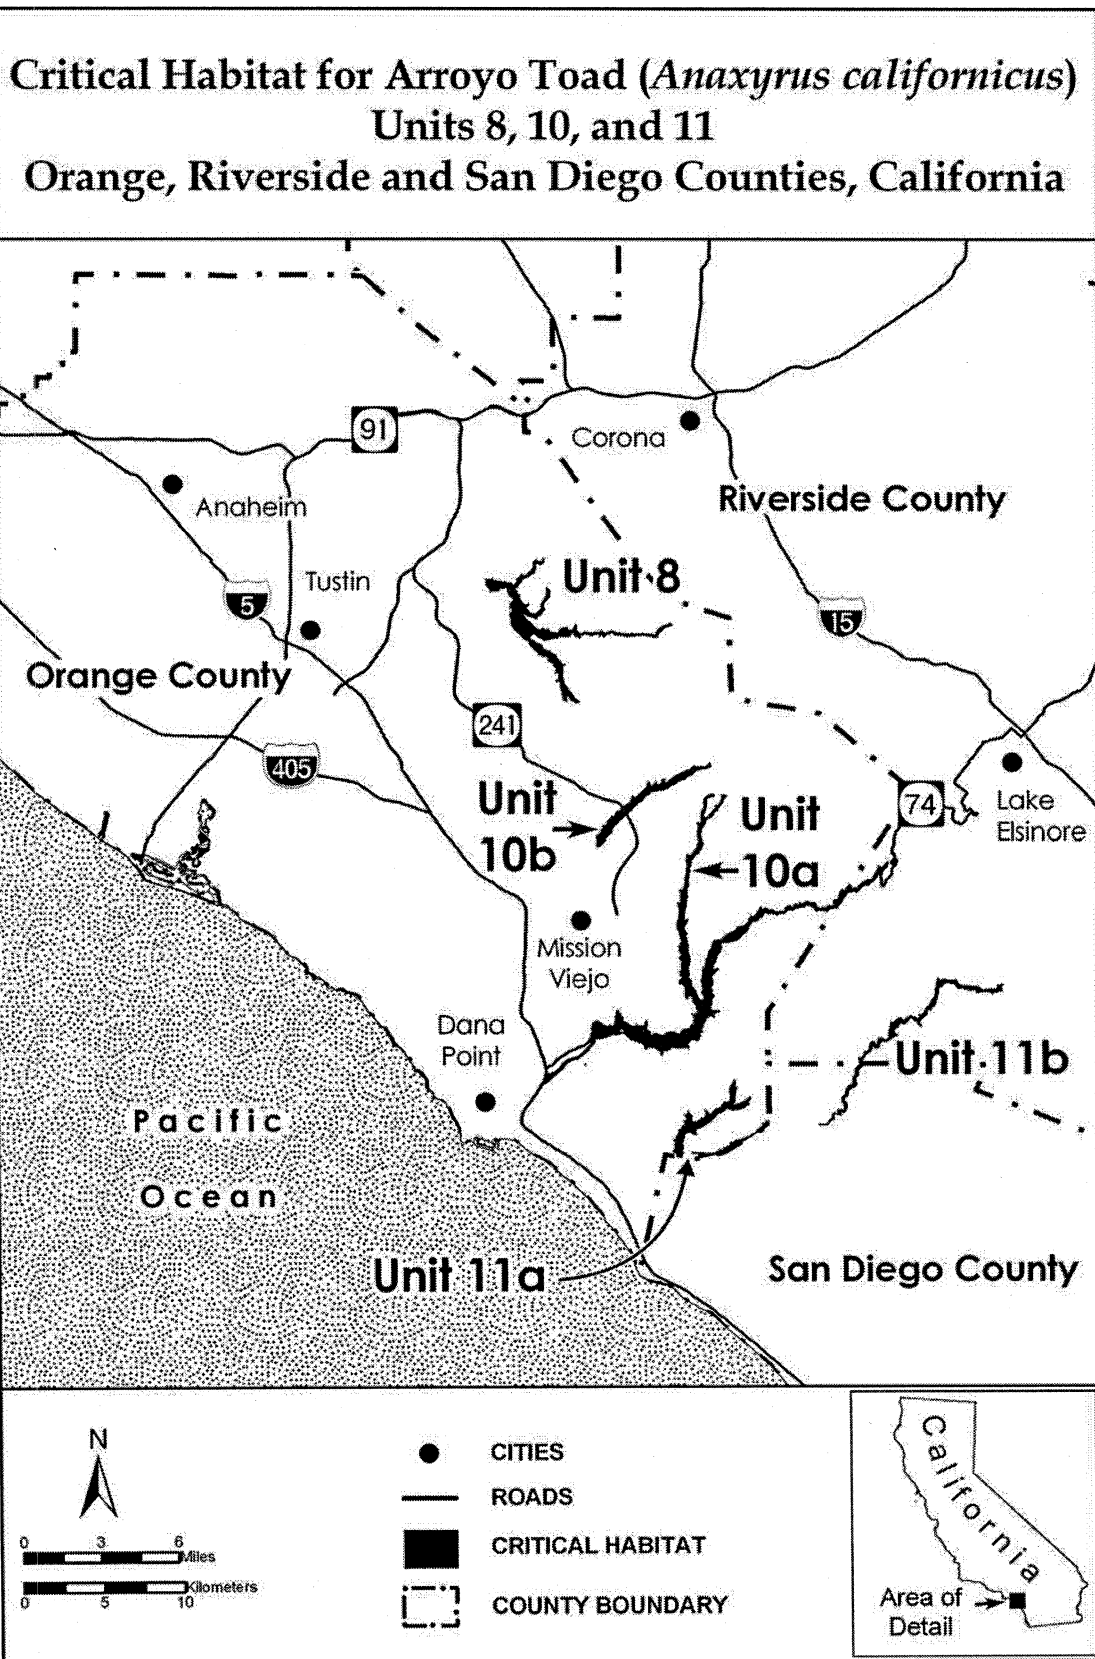 Critical Habitat for Arroyo Toad (Anaxyrus californicus)
Units 8, 10, and 11
Orange, Riverside and San Diego Counties, California
91
Corona
Anaheim
Riverside County
Tustin
Unit 8
5
15
Orange County
241
405
Unit
10b
Unit
10a
74
Lake
Elsinore
Mission
Viejo
Dana
Point
Unit 11b
Pacific
Ocean
Unit 11a
San Diego County
N
0 3 6
Miles
Kilometers
0 5 10
CITIES
ROADS
CRITICAL HABITAT
COUNTY BOUNDARY
California
Area of
Detail